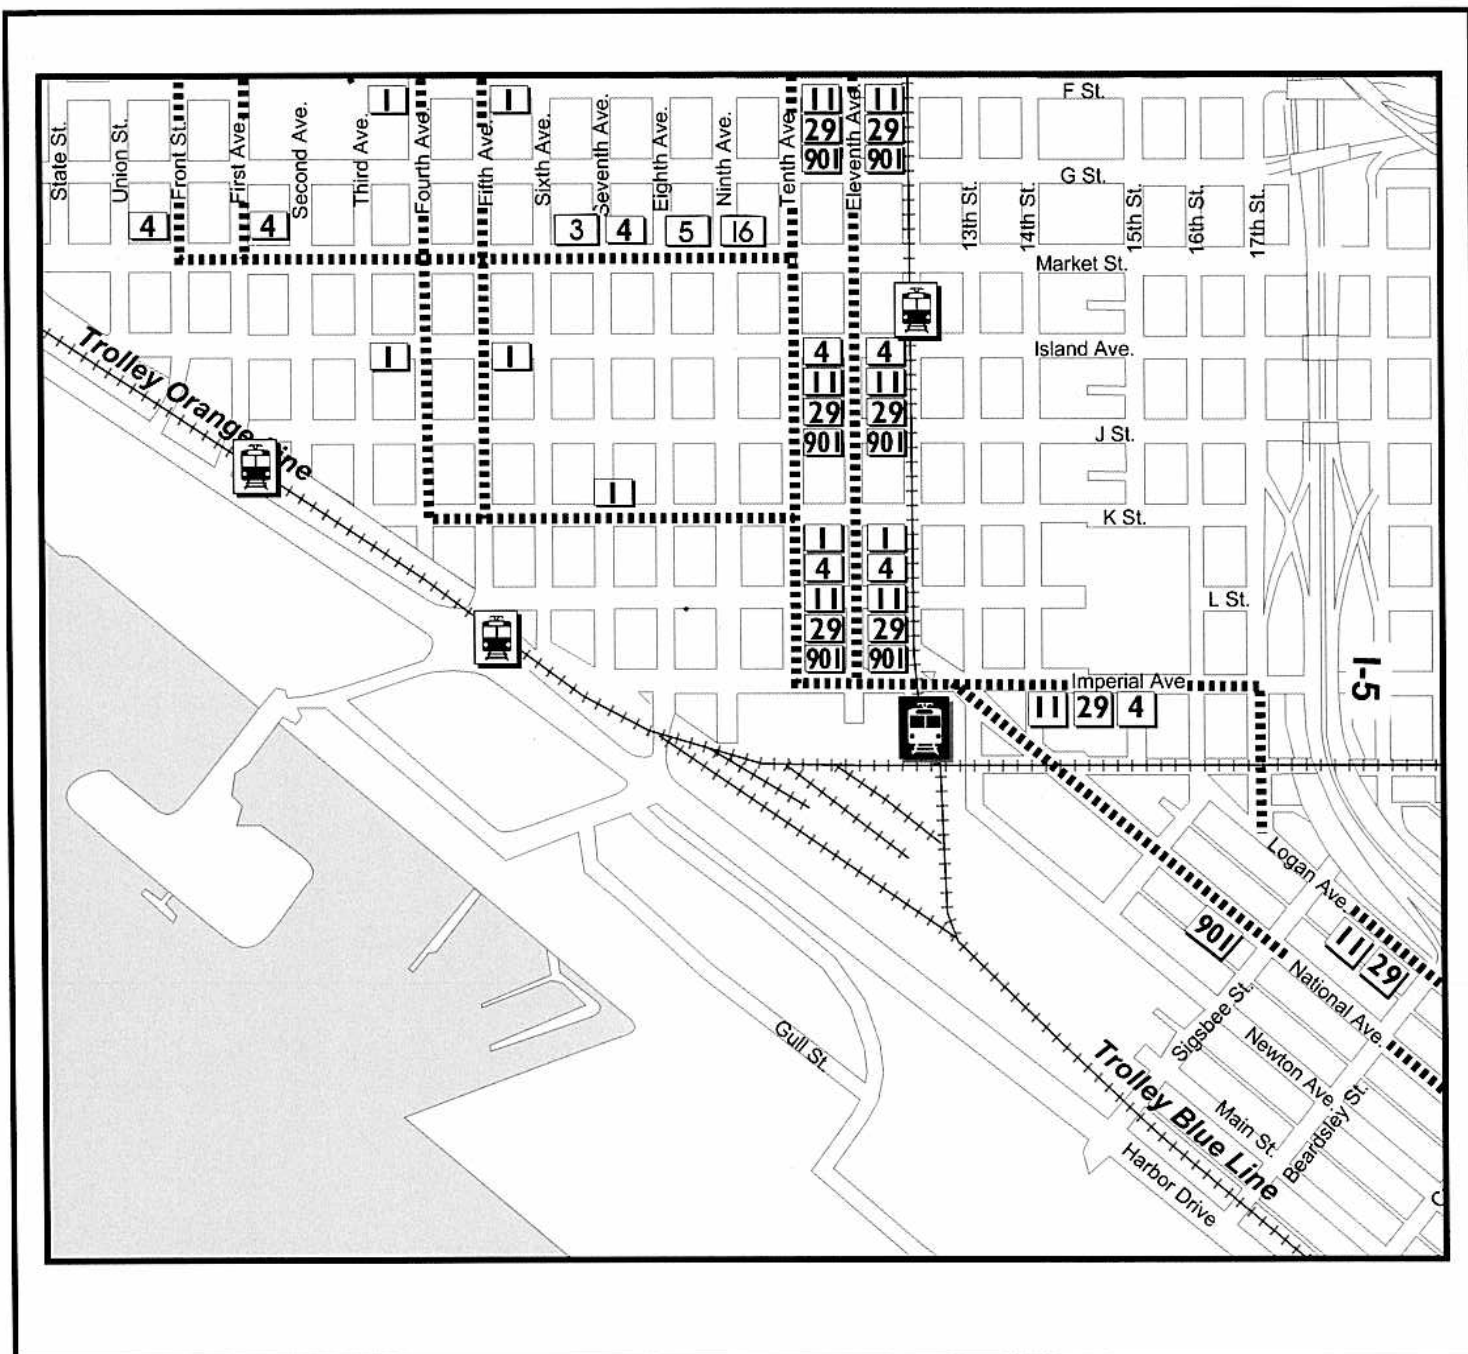 F St.
1
1
11
11
29
29
901
901
State St.
Union St.
Front St.
First Ave.
Second Ave.
Third Ave.
Fourth Ave.
Fifth Ave.
Sixth Ave.
Seventh Ave.
Eighth Ave.
Ninth Ave.
Tenth Ave.
Eleventh Ave.
G St.
13th St.
14th St.
15th St.
16th St.
17th St.
4
4
3
4
5
16
Market St.
Trolley Orange Line
1
1
4
4
Island Ave.
11
11
29
29
901
901
J St.
1
K St.
1
1
4
4
11
11
29
29
901
901
L St.
I-5
Imperial Ave
11 29 4
Logan Ave.
901
11 29
National Ave.
Sigsbee St.
Newton Ave.
Gull St.
Trolley Blue Line
Main St.
Beardsley St.
Harbor Drive